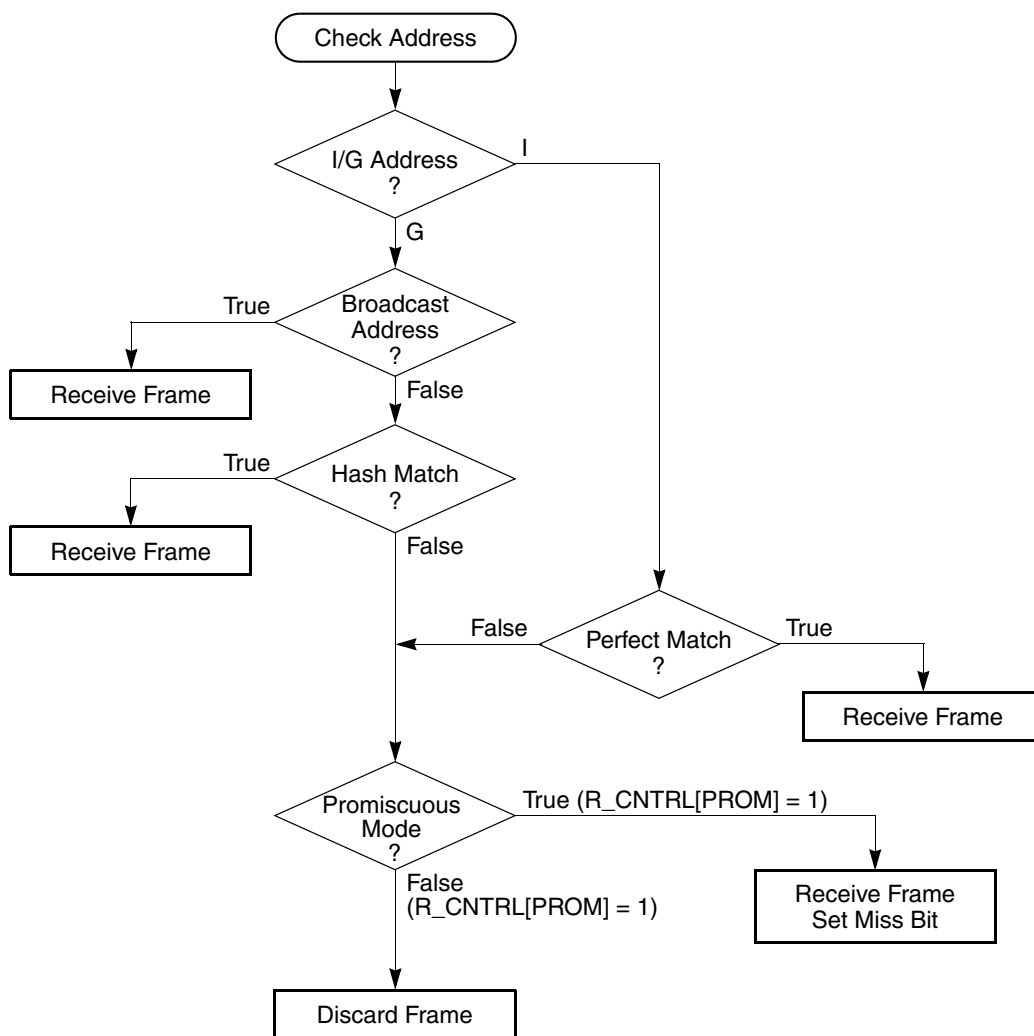 Check Address
I/G Address
?
I
G
Broadcast
Address
?
True
Receive Frame
False
Hash Match
?
True
Receive Frame
False
Perfect Match
?
False
True
Receive Frame
Promiscuous
Mode
?
True (R_CNTRL[PROM] = 1)
Receive Frame
Set Miss Bit
False
(R_CNTRL[PROM] = 1)
Discard Frame